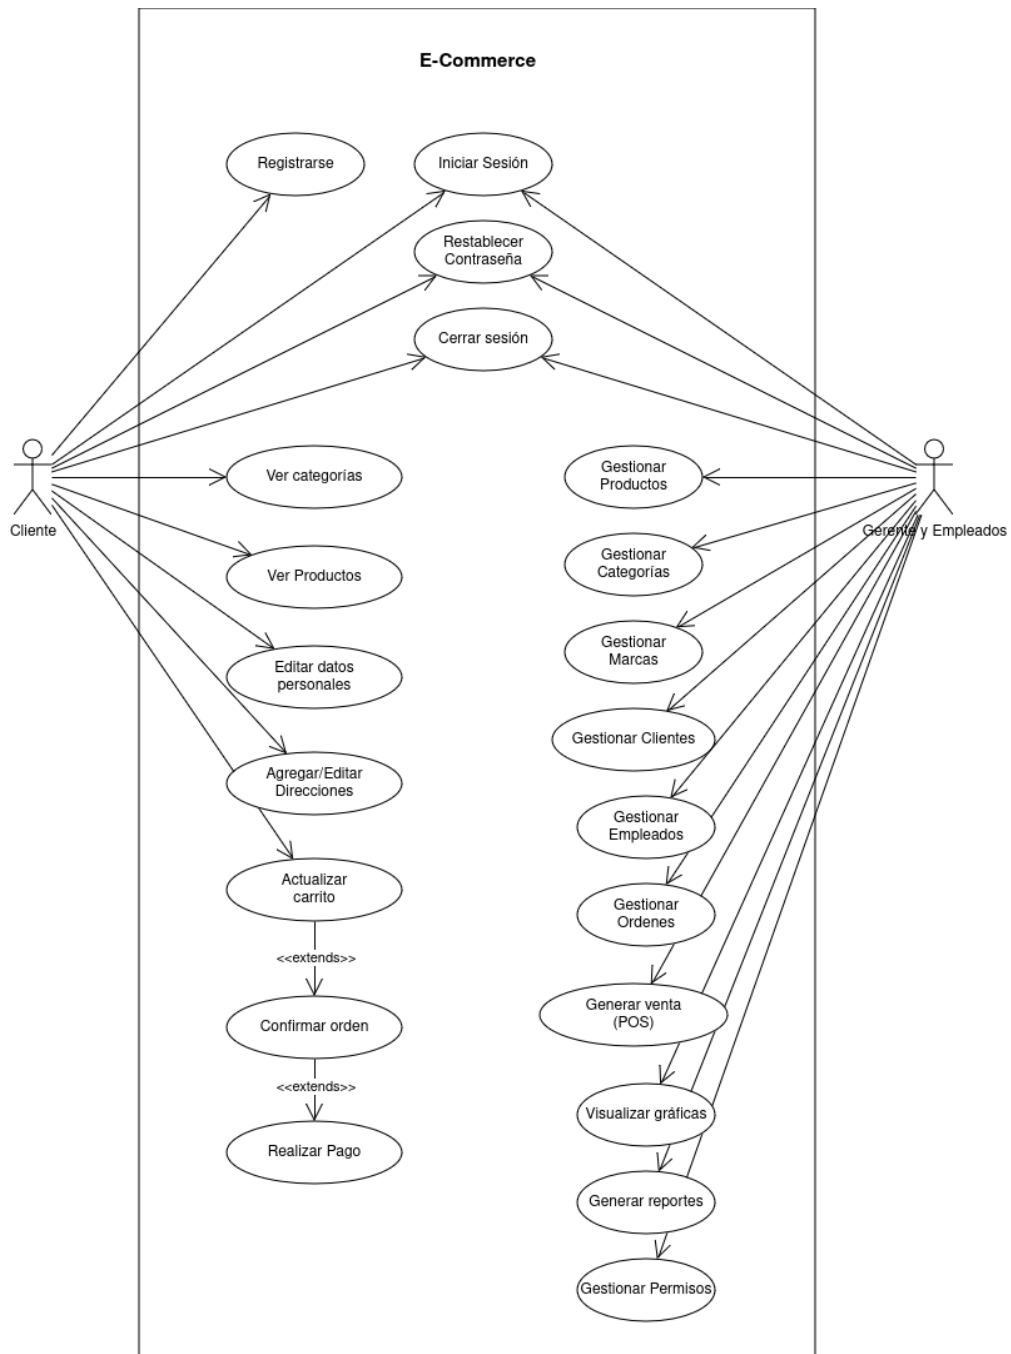 E-Commerce
Registrarse
Iniciar Sesión
Restablecer
Contraseña
Cerrar sesión
Cliente
Gerente y Empleados
Ver categorías
Ver Productos
Editar datos
personales
Agregar/Editar
Direcciones
Actualizar
carrito
<<extends>>
Confirmar orden
<<extends>>
Realizar Pago
Gestionar
Productos
Gestionar
Categorías
Gestionar
Marcas
Gestionar Clientes
Gestionar
Empleados
Gestionar
Ordenes
Generar venta
(POS)
Visualizar gráficas
Generar reportes
Gestionar Permisos